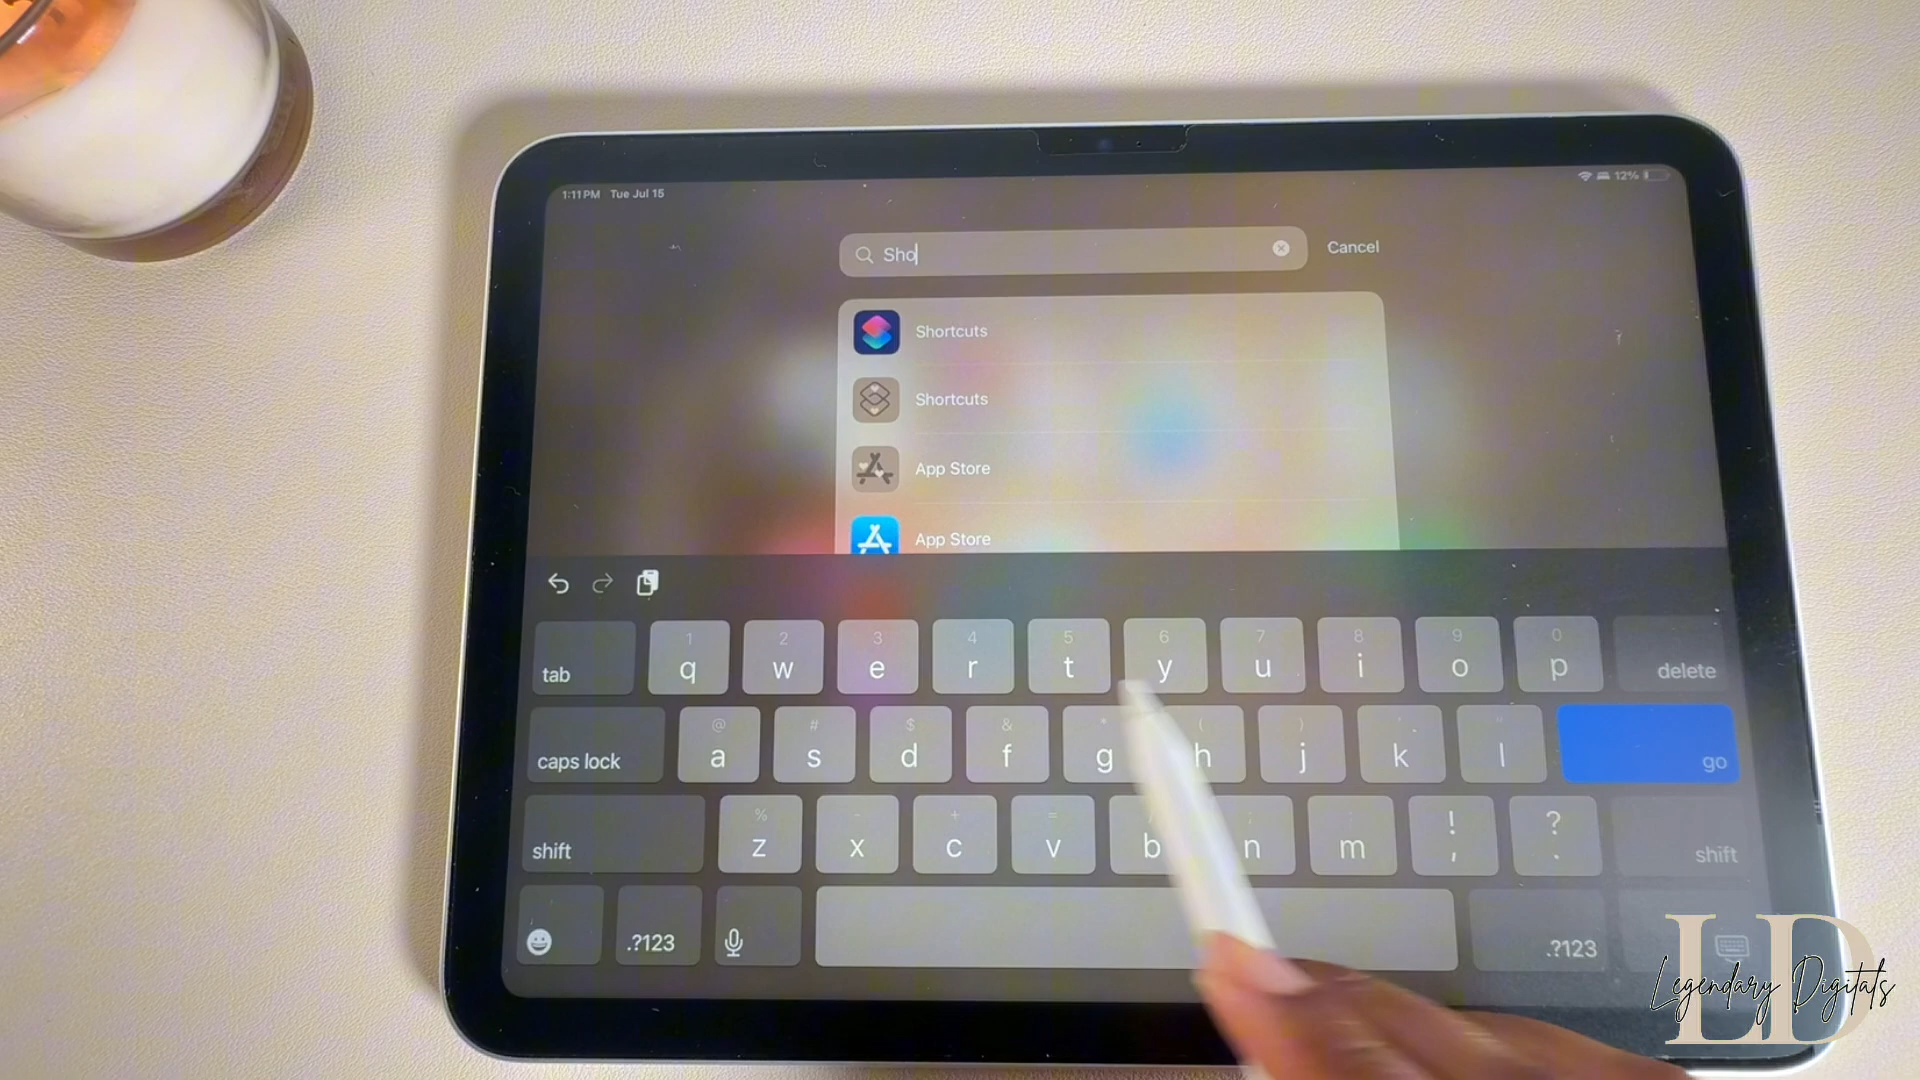 1:11 PM Tue Jul 15
12%
Sho
Cancel
Shortcuts
Shortcuts
App Store
App Store
1 2 3 4 5 6 7 8 9 0
tab q w e r t y u i o p delete
@ # $ & * ( ) ' "
caps lock a s d f g h j k l go
% - + = / ; : ! ?
shift z x c v b n m , . shift
.?123 .?123
LD
Legendary Digitals